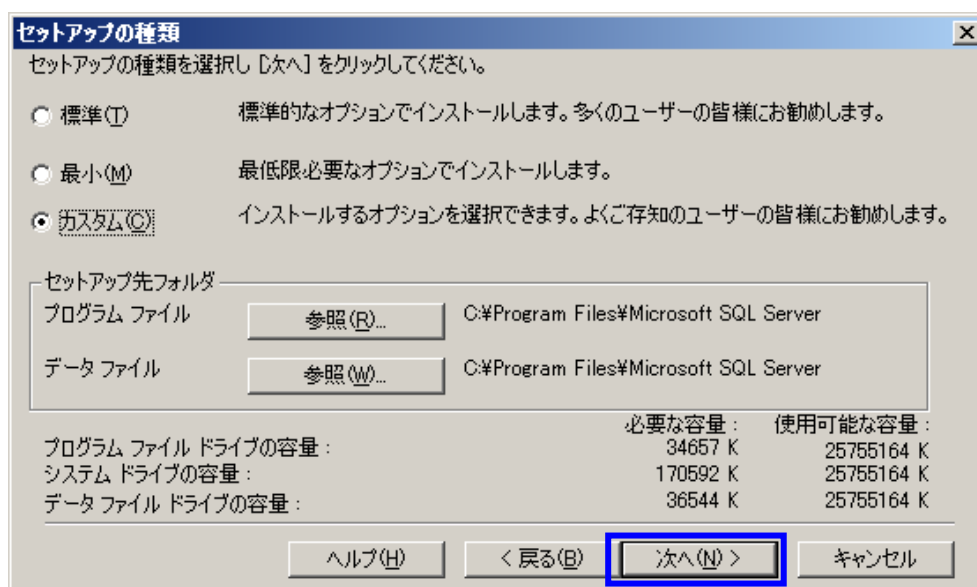 セットアップの種類
セットアップの種類を選択し［次へ］をクリックしてください。
標準(T) 標準的なオプションでインストールします。多くのユーザーの皆様にお勧めします。
最小(M) 最低限必要なオプションでインストールします。
カスタム(C) インストールするオプションを選択できます。よくご存知のユーザーの皆様にお勧めします。
セットアップ先フォルダ
プログラム ファイル 参照(R)... C:¥Program Files¥Microsoft SQL Server
データ ファイル 参照(W)... C:¥Program Files¥Microsoft SQL Server
必要な容量： 使用可能な容量：
プログラム ファイル ドライブの容量： 34657 K 25755164 K
システム ドライブの容量： 170592 K 25755164 K
データ ファイル ドライブの容量： 36544 K 25755164 K
ヘルプ(H) < 戻る(B) 次へ(N) > キャンセル